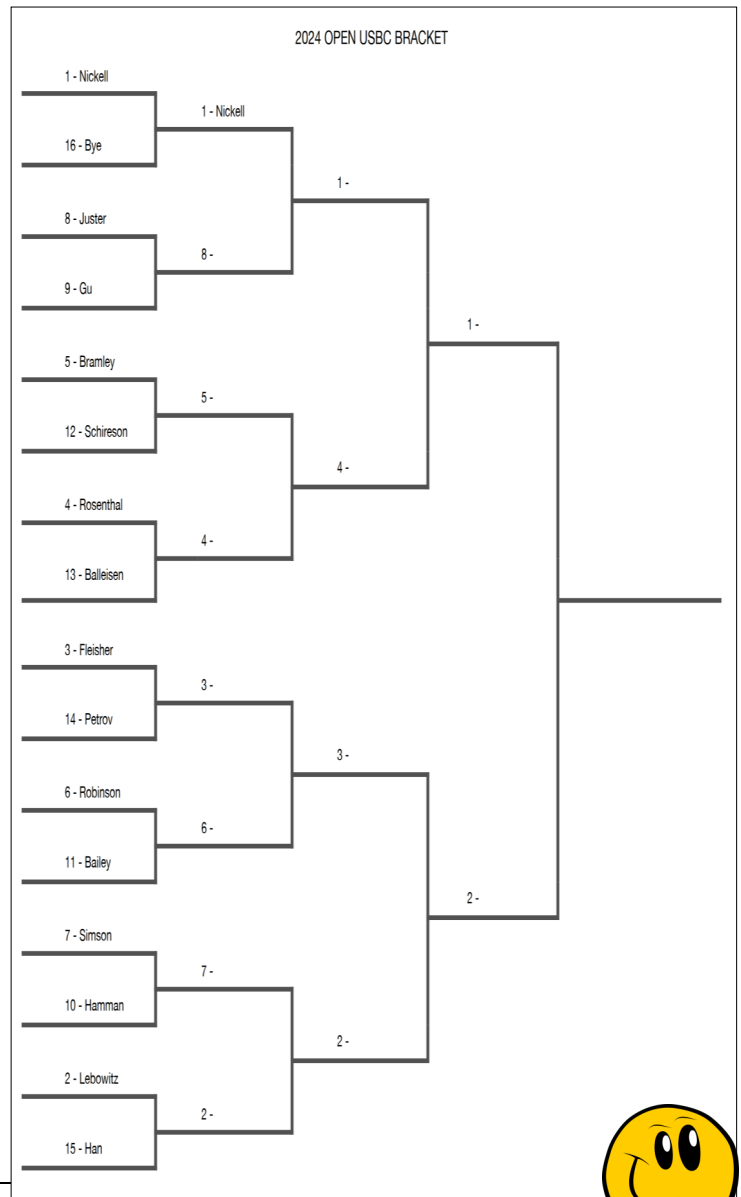 2024 OPEN USBC BRACKET
1 - Nickell
1 - Nickell
16 - Bye
1 -
8 - Juster
8 -
9 - Gu
1 -
5 - Bramley
5 -
12 - Schireson
4 -
4 - Rosenthal
4 -
13 - Balleisen
3 - Fleisher
3 -
14 - Petrov
3 -
6 - Robinson
6 -
11 - Bailey
2 -
7 - Simson
7 -
10 - Hamman
2 -
2 - Lebowitz
2 -
15 - Han